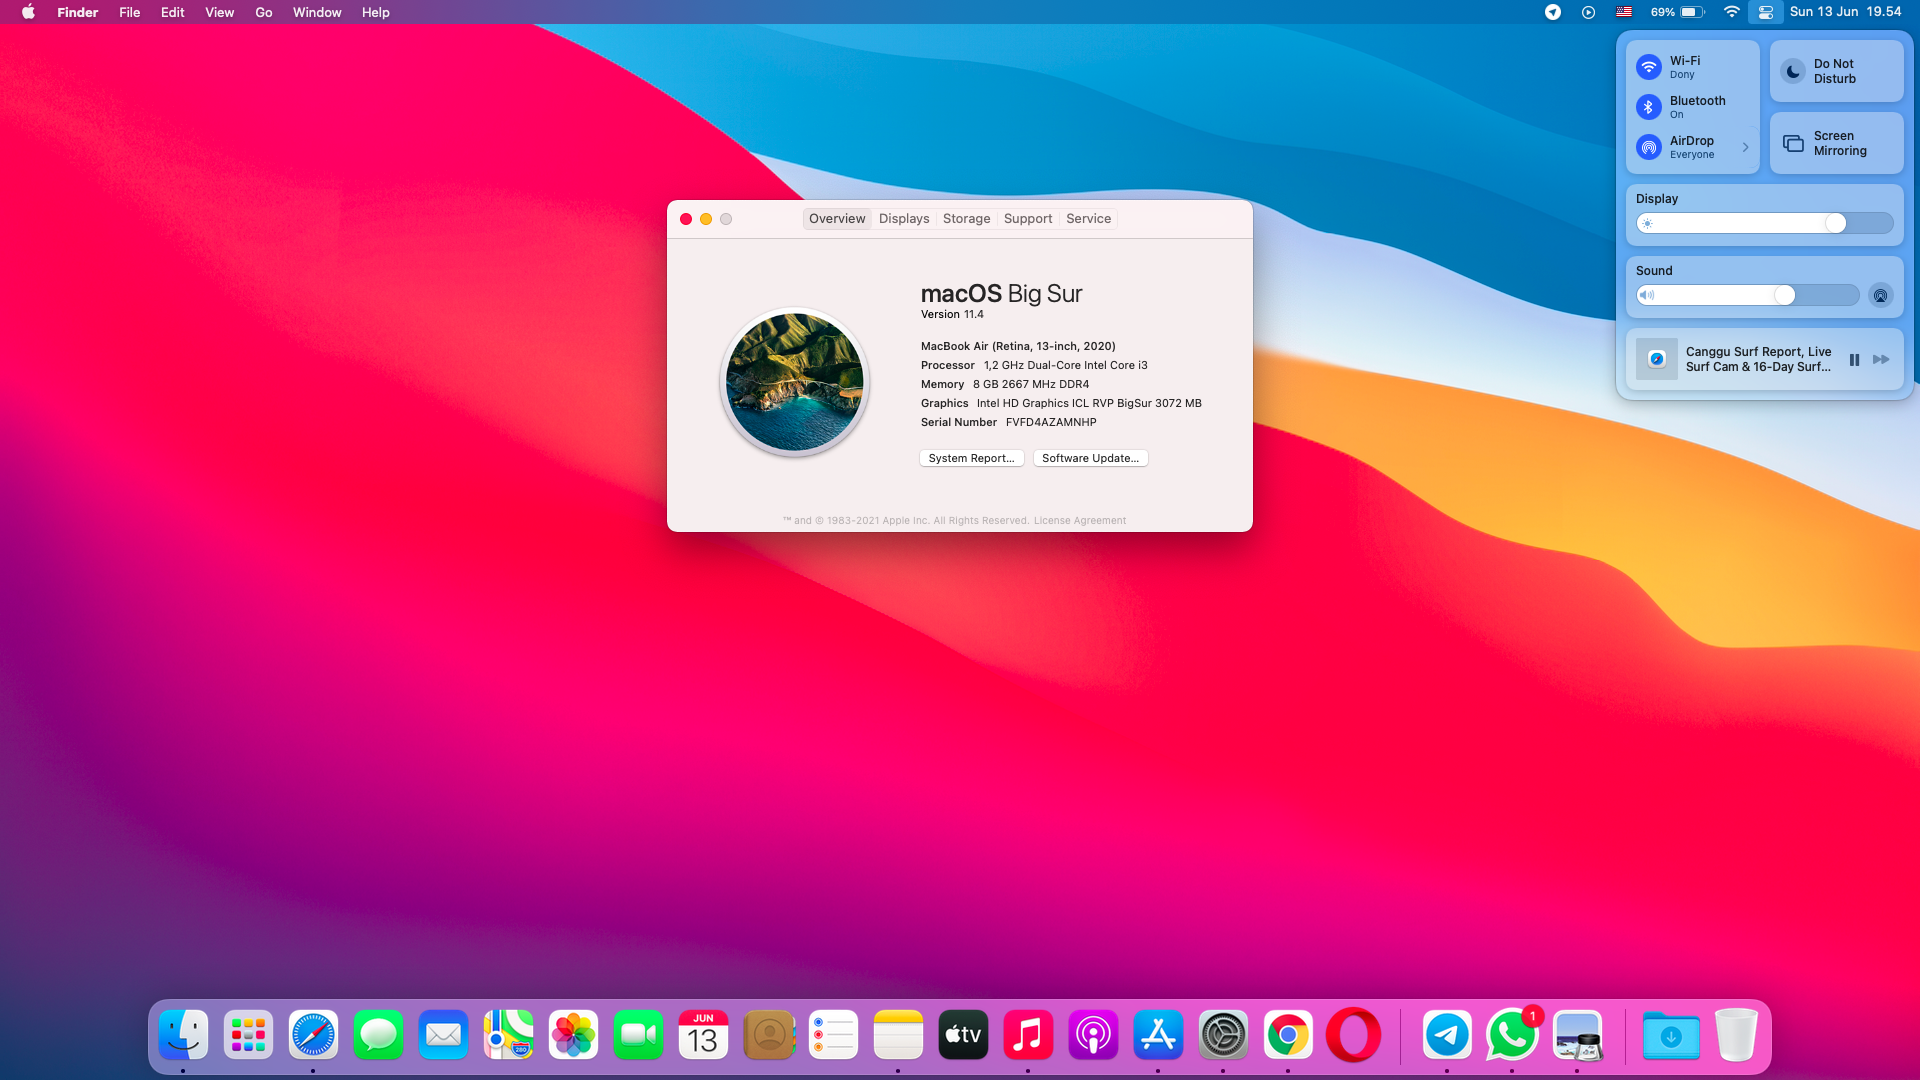 Finder File Edit View Go Window Help
69% Sun 13 Jun 19.54
Wi-Fi
Dony
Bluetooth
On
AirDrop
Everyone
Do Not
Disturb
Screen
Mirroring
Display
Sound
Canggu Surf Report, Live
Surf Cam & 16-Day Surf...
Overview Displays Storage Support Service
macOS Big Sur
Version 11.4
MacBook Air (Retina, 13-inch, 2020)
Processor 1,2 GHz Dual-Core Intel Core i3
Memory 8 GB 2667 MHz DDR4
Graphics Intel HD Graphics ICL RVP BigSur 3072 MB
Serial Number FVFD4AZAMNHP
System Report... Software Update...
™ and © 1983-2021 Apple Inc. All Rights Reserved. License Agreement
280
JUN
13
tv
1